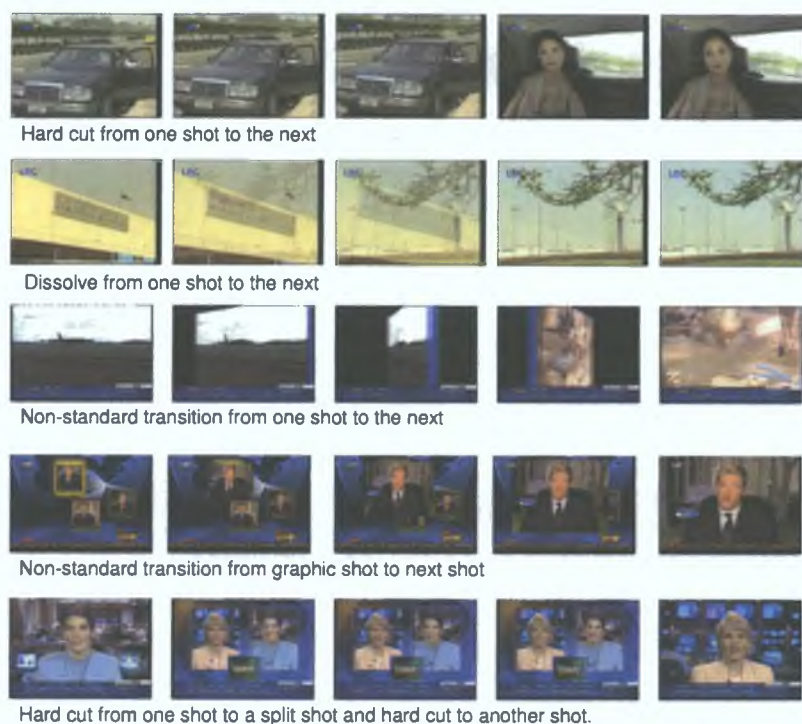 Hard cut from one shot to the next
Dissolve from one shot to the next
Non-standard transition from one shot to the next
Non-standard transition from graphic shot to next shot
Hard cut from one shot to a split shot and hard cut to another shot.